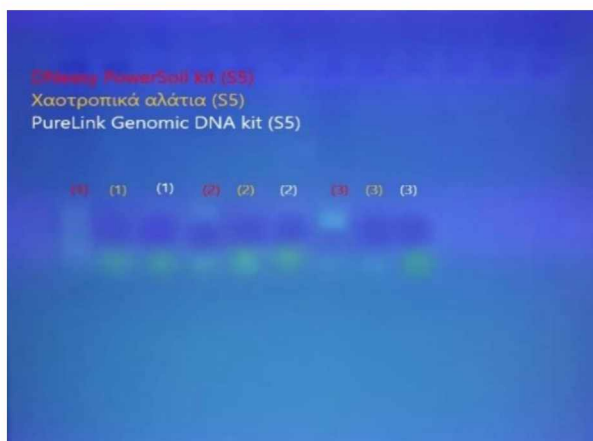 DNeasy PowerSoil kit (S5)
Χαοτροπικά αλάτια (S5)
PureLink Genomic DNA kit (S5)
(1) (1) (1) (2) (2) (2) (3) (3) (3)